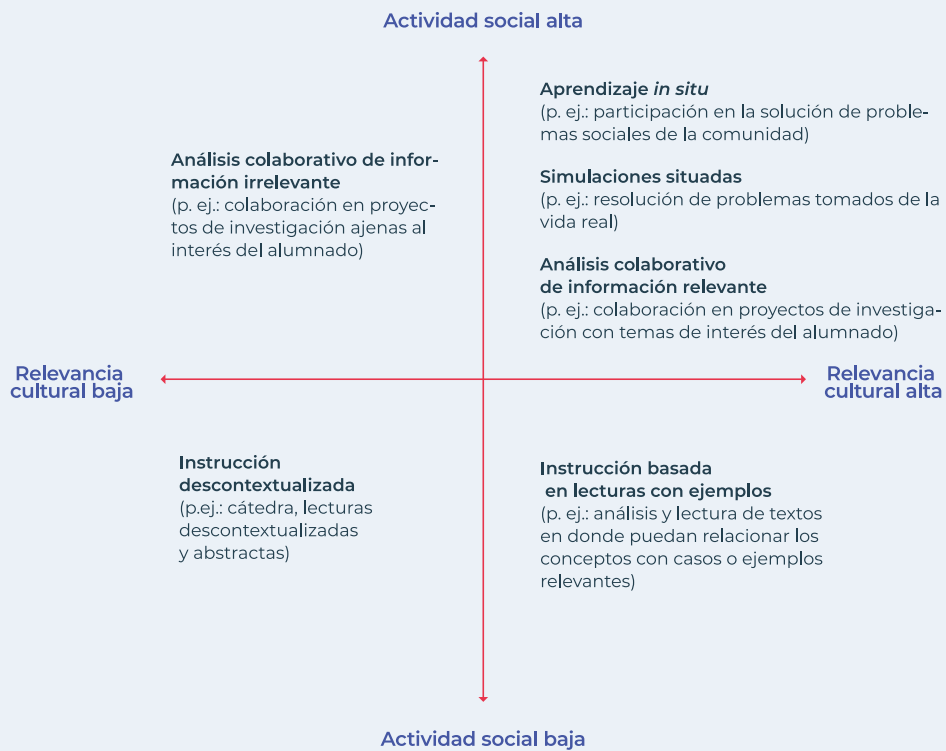 Actividad social alta
Análisis colaborativo de infor-
mación irrelevante
(p. ej.: colaboración en proyec-
tos de investigación ajenas al
interés del alumnado)
Aprendizaje in situ
(p. ej.: participación en la solución de proble-
mas sociales de la comunidad)
Simulaciones situadas
(p. ej.: resolución de problemas tomados de la
vida real)
Análisis colaborativo
de información relevante
(p. ej.: colaboración en proyectos de investiga-
ción con temas de interés del alumnado)
Relevancia
cultural baja
Relevancia
cultural alta
Instrucción
descontextualizada
(p.ej.: cátedra, lecturas
descontextualizadas
y abstractas)
Instrucción basada
en lecturas con ejemplos
(p. ej.: análisis y lectura de textos
en donde puedan relacionar los
conceptos con casos o ejemplos
relevantes)
Actividad social baja